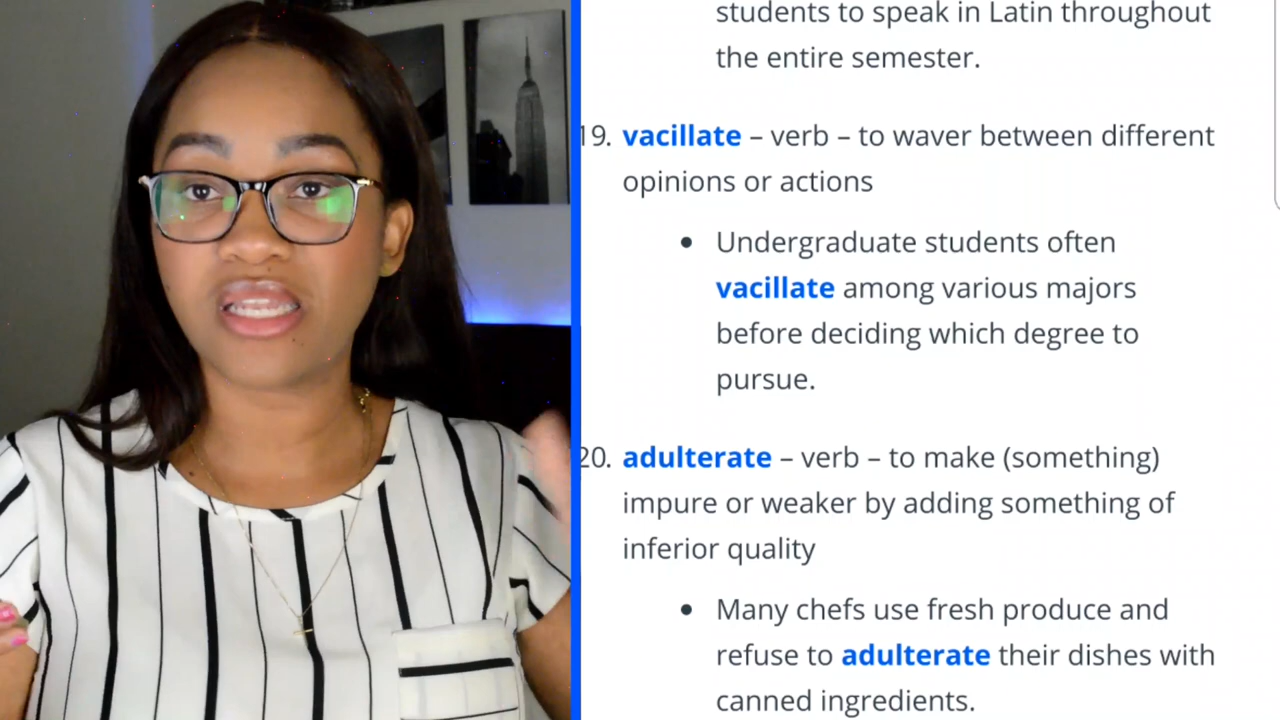 students to speak in Latin throughout
the entire semester.
19. vacillate – verb – to waver between different
opinions or actions
● Undergraduate students often
vacillate among various majors
before deciding which degree to
pursue.
20. adulterate – verb – to make (something)
impure or weaker by adding something of
inferior quality
● Many chefs use fresh produce and
refuse to adulterate their dishes with
canned ingredients.